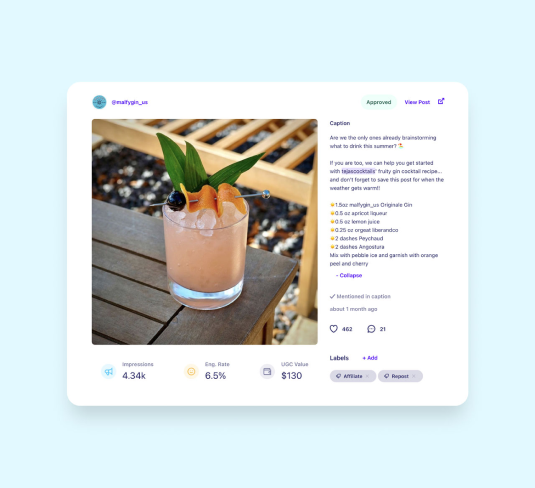 @malfygin_us
Approved
View Post
Caption
Are we the only ones already brainstorming
what to drink this summer? 🍹
If you are too, we can help you get started
with tejascocktails' fruity gin cocktail recipe...
and don't forget to save this post for when the
weather gets warm!!
1.5oz malfygin_us Originale Gin
0.5 oz apricot liqueur
0.5 oz lemon juice
0.25 oz orgeat liberandco
2 dashes Peychaud
2 dashes Angostura
Mix with pebble ice and garnish with orange
peel and cherry
- Collapse
Mentioned in caption
about 1 month ago
462
21
Impressions
4.34k
Eng. Rate
6.5%
UGC Value
$130
Labels
+ Add
Affiliate ×
Repost ×